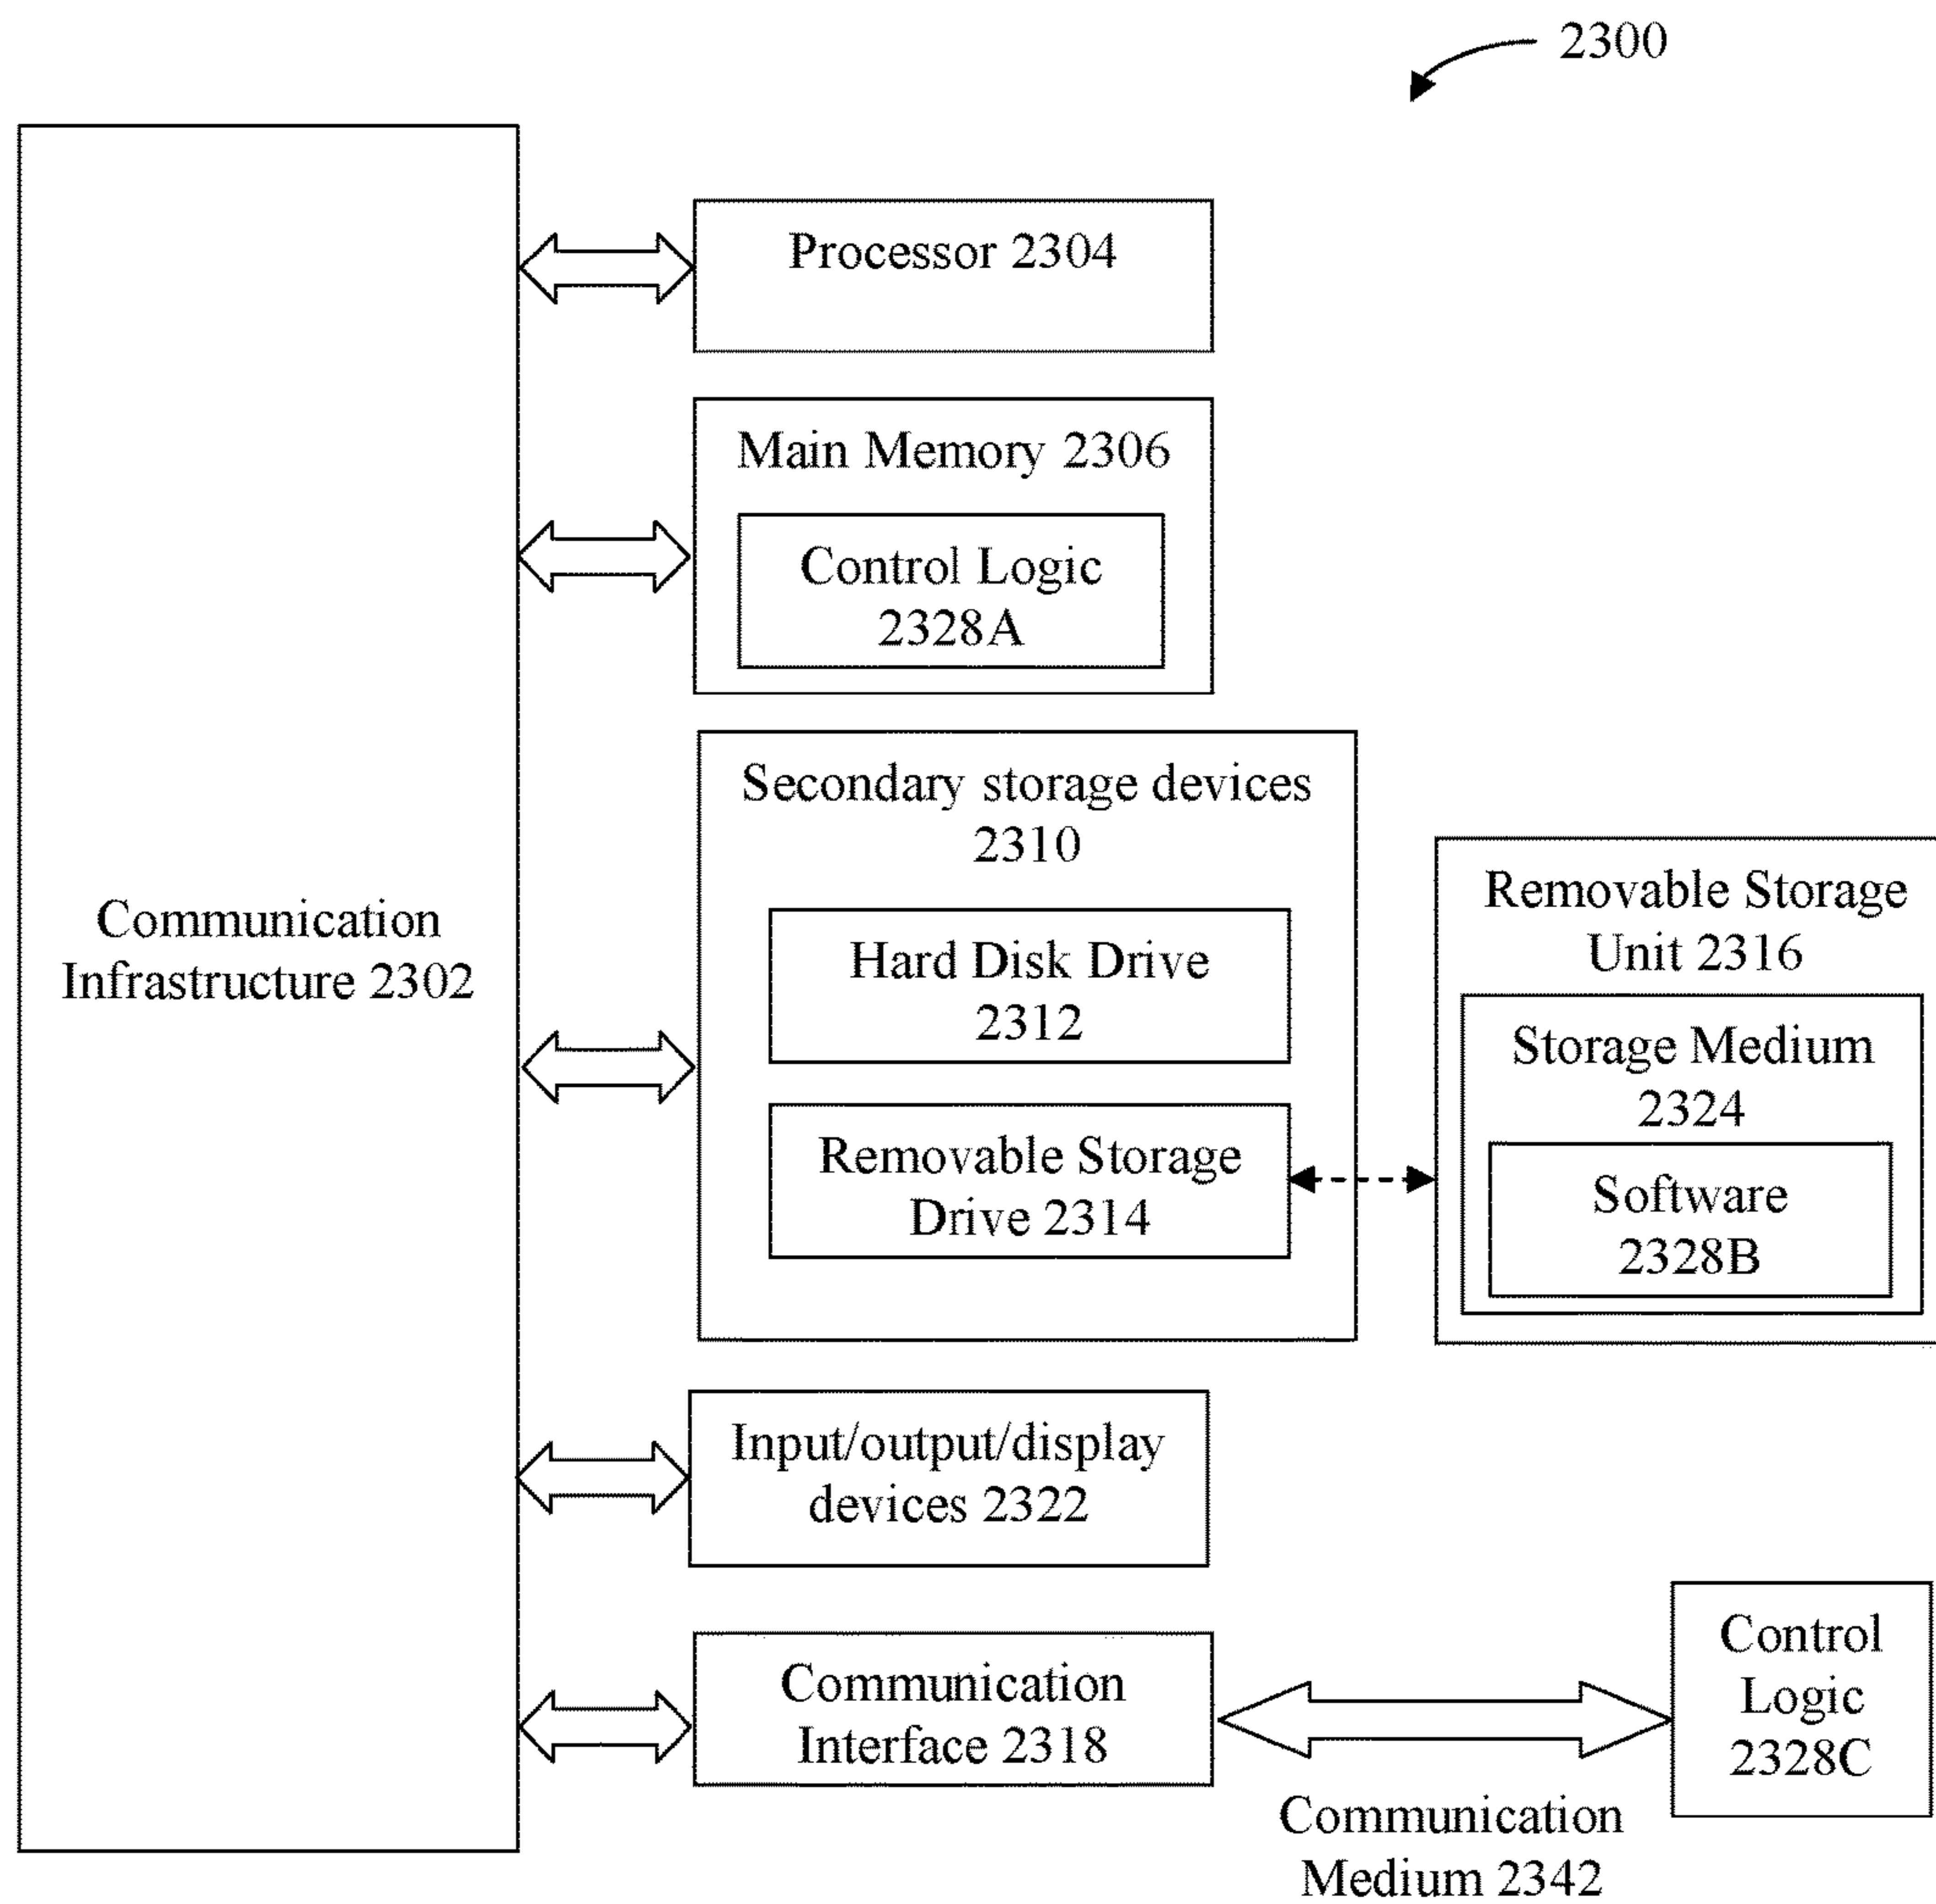 2300
Processor 2304
Main Memory 2306
Control Logic
2328A
Communication
Infrastructure 2302
Secondary storage devices
2310
Hard Disk Drive
2312
Removable Storage
Drive 2314
Removable Storage
Unit 2316
Storage Medium
2324
Software
2328B
Input/output/display
devices 2322
Communication
Interface 2318
Communication
Medium 2342
Control
Logic
2328C